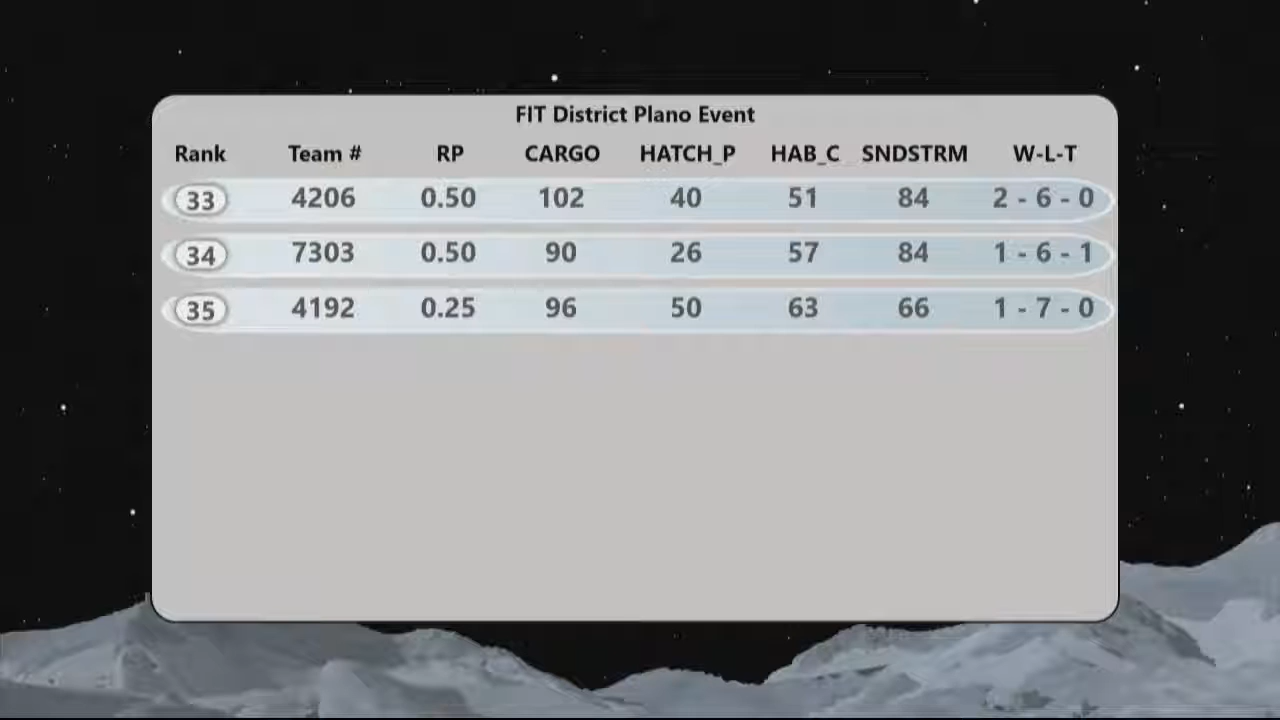 FIT District Plano Event
Rank Team # RP CARGO HATCH_P HAB_C SNDSTRM W-L-T
33 4206 0.50 102 40 51 84 2 - 6 - 0
34 7303 0.50 90 26 57 84 1 - 6 - 1
35 4192 0.25 96 50 63 66 1 - 7 - 0